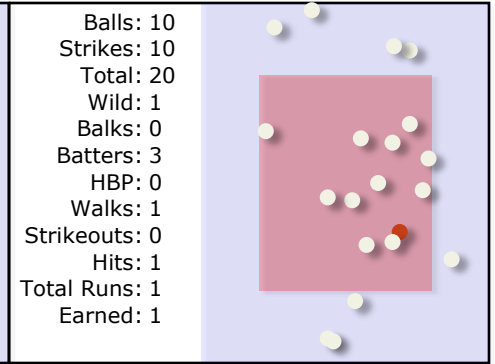 Balls: 10
Strikes: 10
Total: 20
Wild: 1
Balks: 0
Batters: 3
HBP: 0
Walks: 1
Strikeouts: 0
Hits: 1
Total Runs: 1
Earned: 1